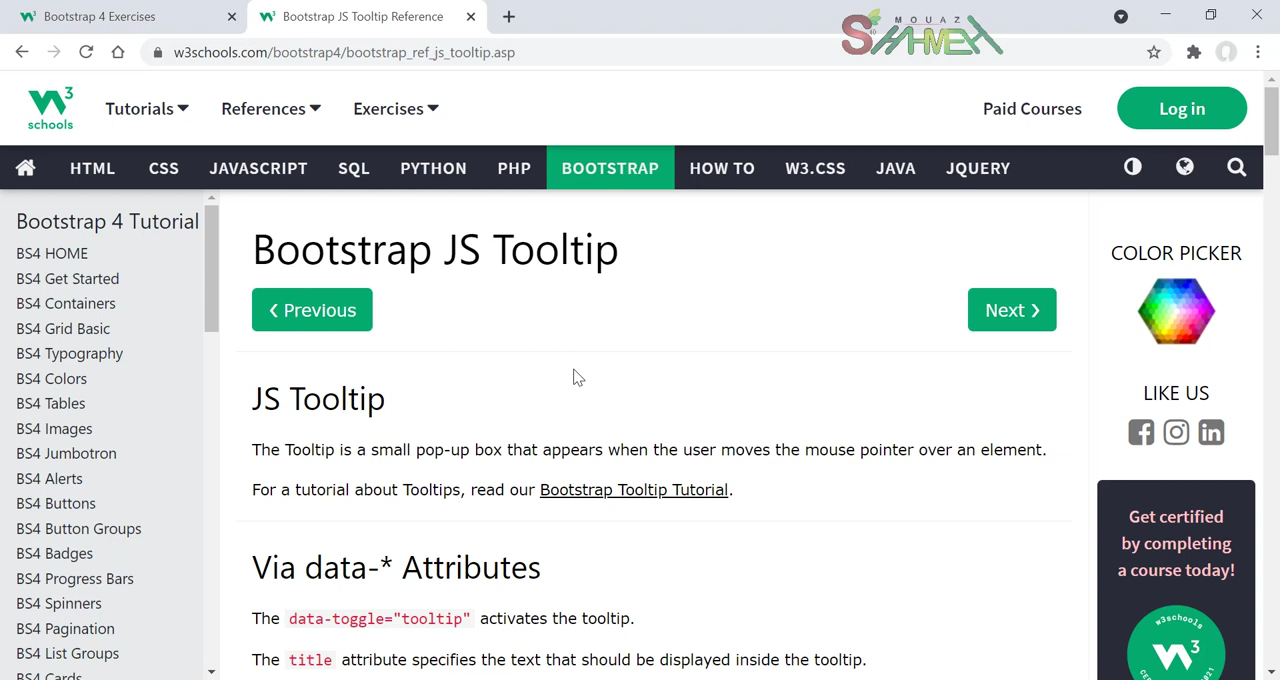 Bootstrap 4 Exercises
Bootstrap JS Tooltip Reference
w3schools.com/bootstrap4/bootstrap_ref_js_tooltip.asp
MOUAZ
SHAHMEH
3
schools
Tutorials
References
Exercises
Paid Courses
Log in
HTML
CSS
JAVASCRIPT
SQL
PYTHON
PHP
BOOTSTRAP
HOW TO
W3.CSS
JAVA
JQUERY
Bootstrap 4 Tutorial
BS4 HOME
BS4 Get Started
BS4 Containers
BS4 Grid Basic
BS4 Typography
BS4 Colors
BS4 Tables
BS4 Images
BS4 Jumbotron
BS4 Alerts
BS4 Buttons
BS4 Button Groups
BS4 Badges
BS4 Progress Bars
BS4 Spinners
BS4 Pagination
BS4 List Groups
BS4 Cards
Bootstrap JS Tooltip
❮ Previous
Next ❯
JS Tooltip
The Tooltip is a small pop-up box that appears when the user moves the mouse pointer over an element.
For a tutorial about Tooltips, read our Bootstrap Tooltip Tutorial.
Via data-* Attributes
The data-toggle="tooltip" activates the tooltip.
The title attribute specifies the text that should be displayed inside the tooltip.
COLOR PICKER
LIKE US
Get certified
by completing
a course today!
w3schools
W3